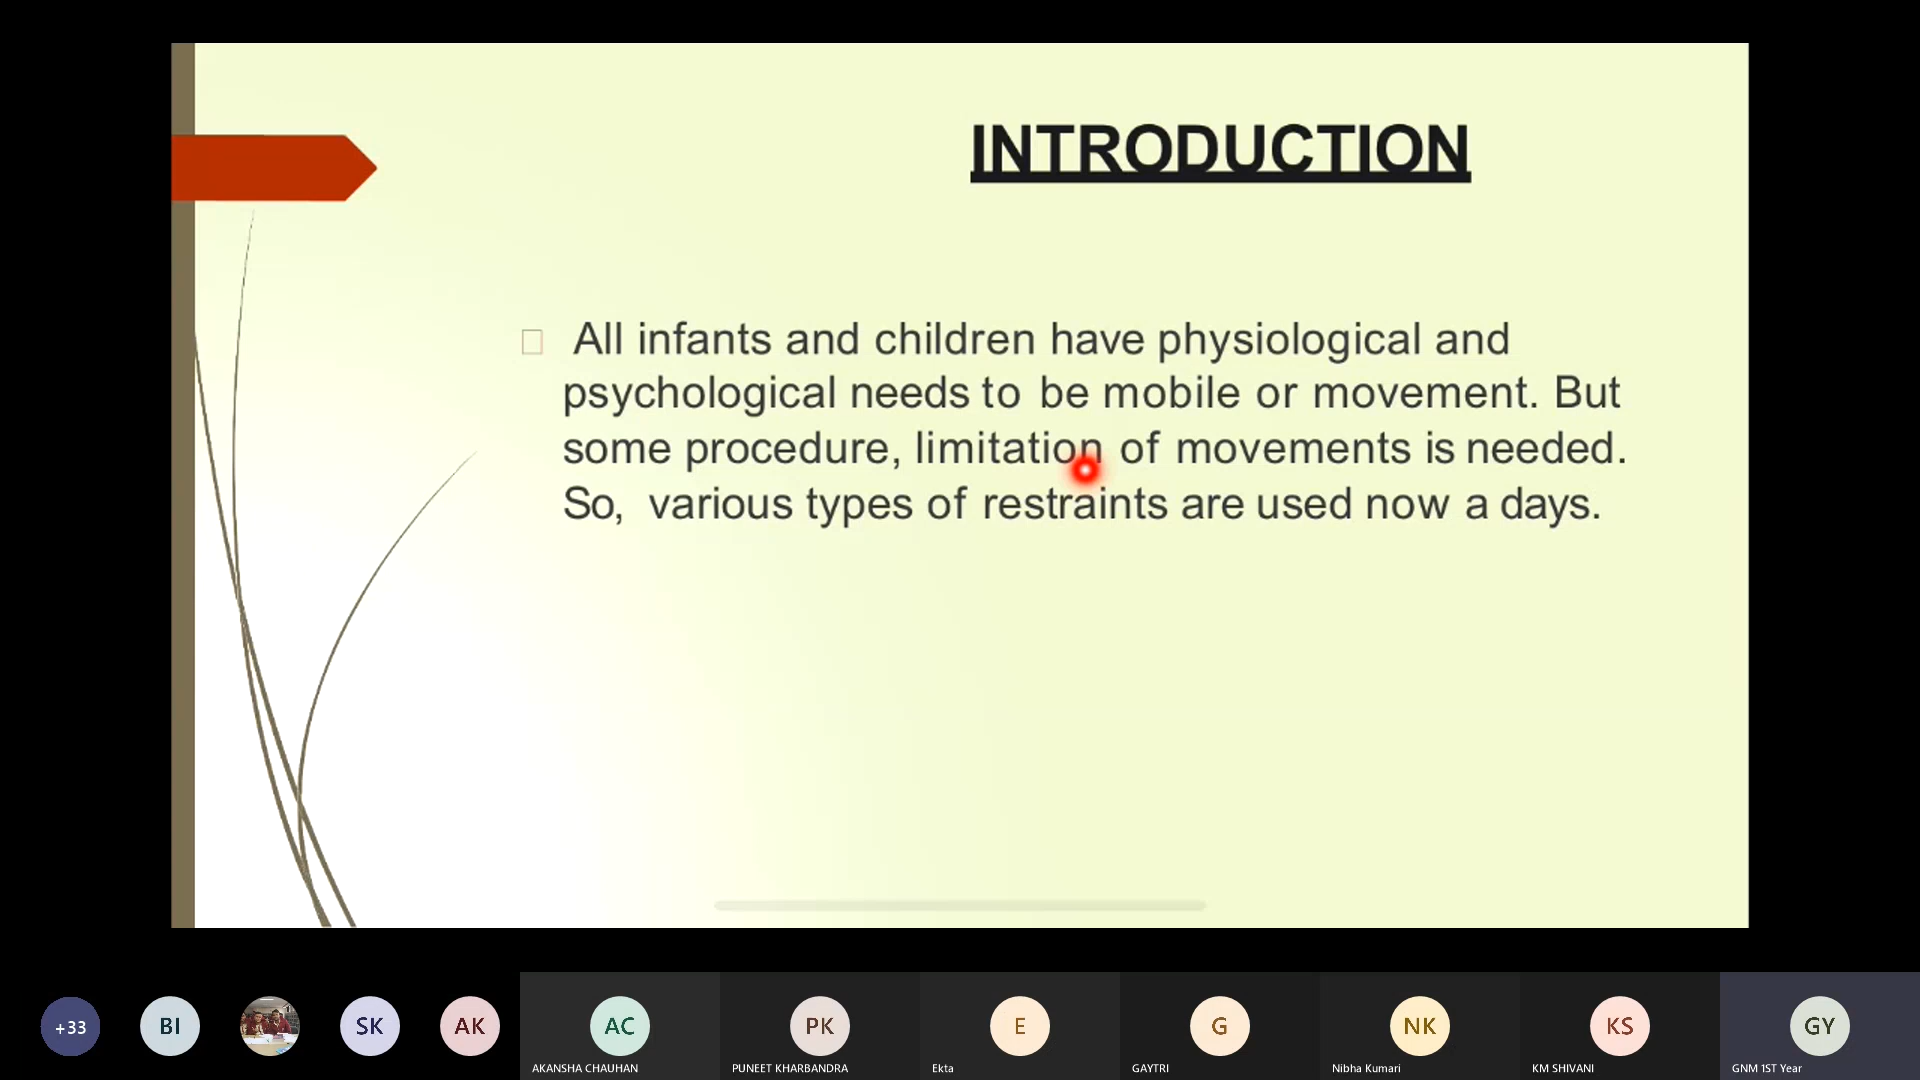 INTRODUCTION
All infants and children have physiological and
psychological needs to be mobile or movement. But
some procedure, limitation of movements is needed.
So, various types of restraints are used now a days.
+33
BI
SK
AK
AC
PK
E
G
NK
KS
GY
AKANSHA CHAUHAN
PUNEET KHARBANDRA
Ekta
GAYTRI
Nibha Kumari
KM SHIVANI
GNM 1ST Year